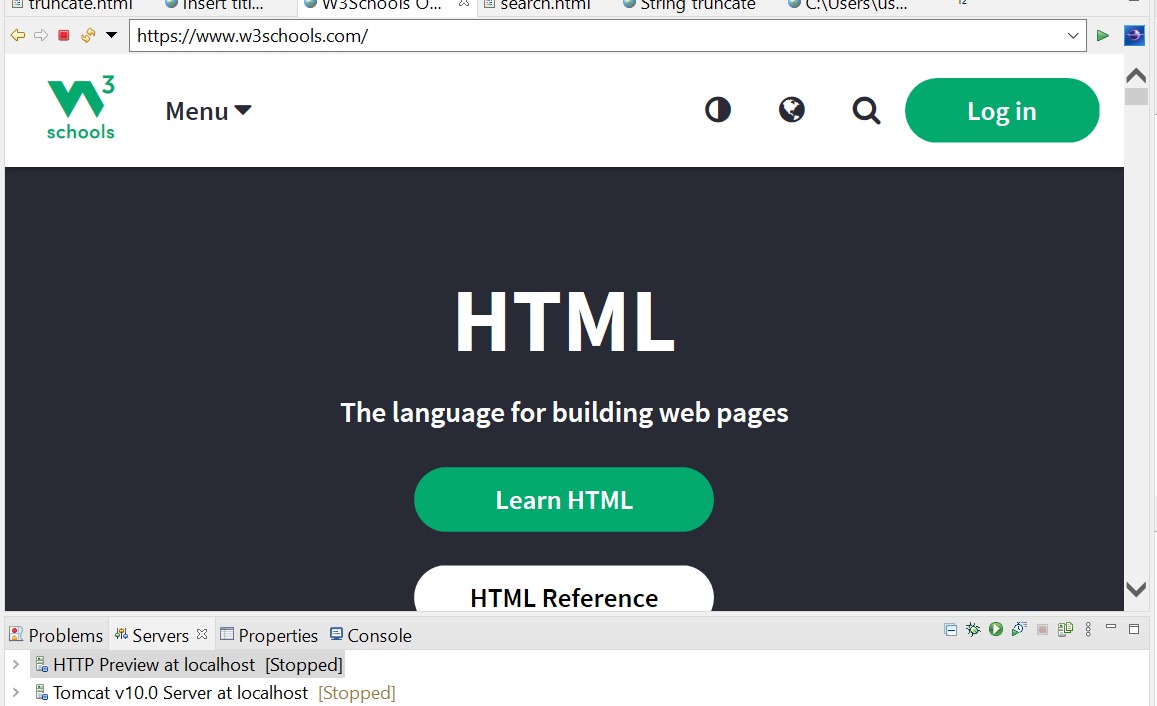 truncate.html Insert titl... W3Schools O... search.html String truncate C:\Users\us... 12
https://www.w3schools.com/
W3 schools Menu Log in
HTML
The language for building web pages
Learn HTML
HTML Reference
Problems Servers Properties Console
HTTP Preview at localhost [Stopped]
Tomcat v10.0 Server at localhost [Stopped]